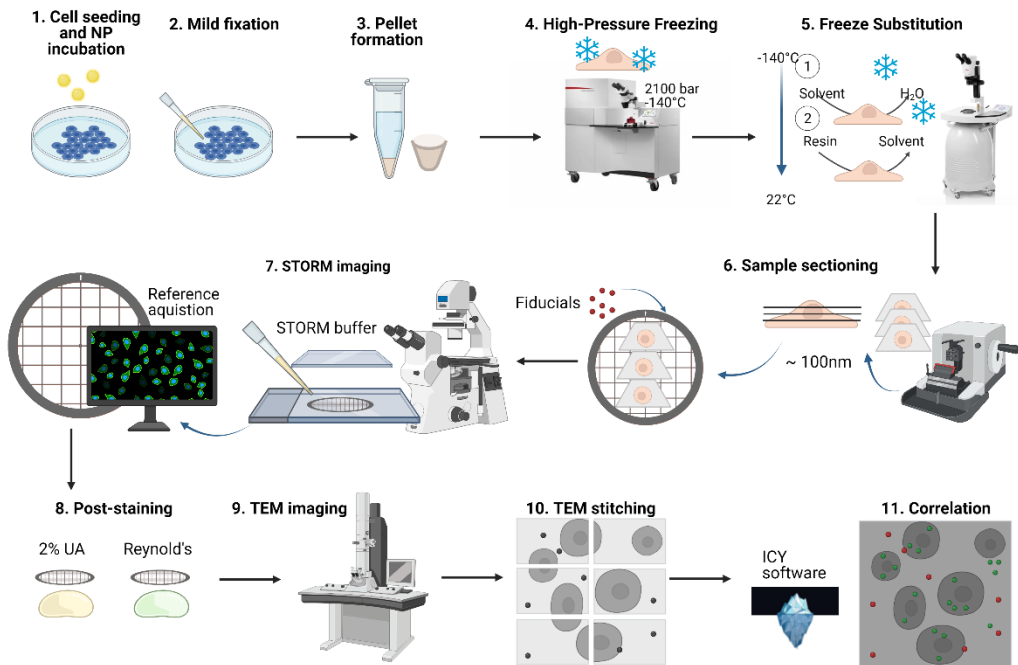 1. Cell seeding
and NP
incubation
2. Mild fixation
3. Pellet
formation
4. High-Pressure Freezing
2100 bar
-140°C
5. Freeze Substitution
-140°C
1
Solvent
H₂O
2
Resin
Solvent
22°C
6. Sample sectioning
~ 100nm
Fiducials
7. STORM imaging
STORM buffer
Reference
aquistion
8. Post-staining
2% UA
Reynold's
9. TEM imaging
10. TEM stitching
ICY
software
11. Correlation